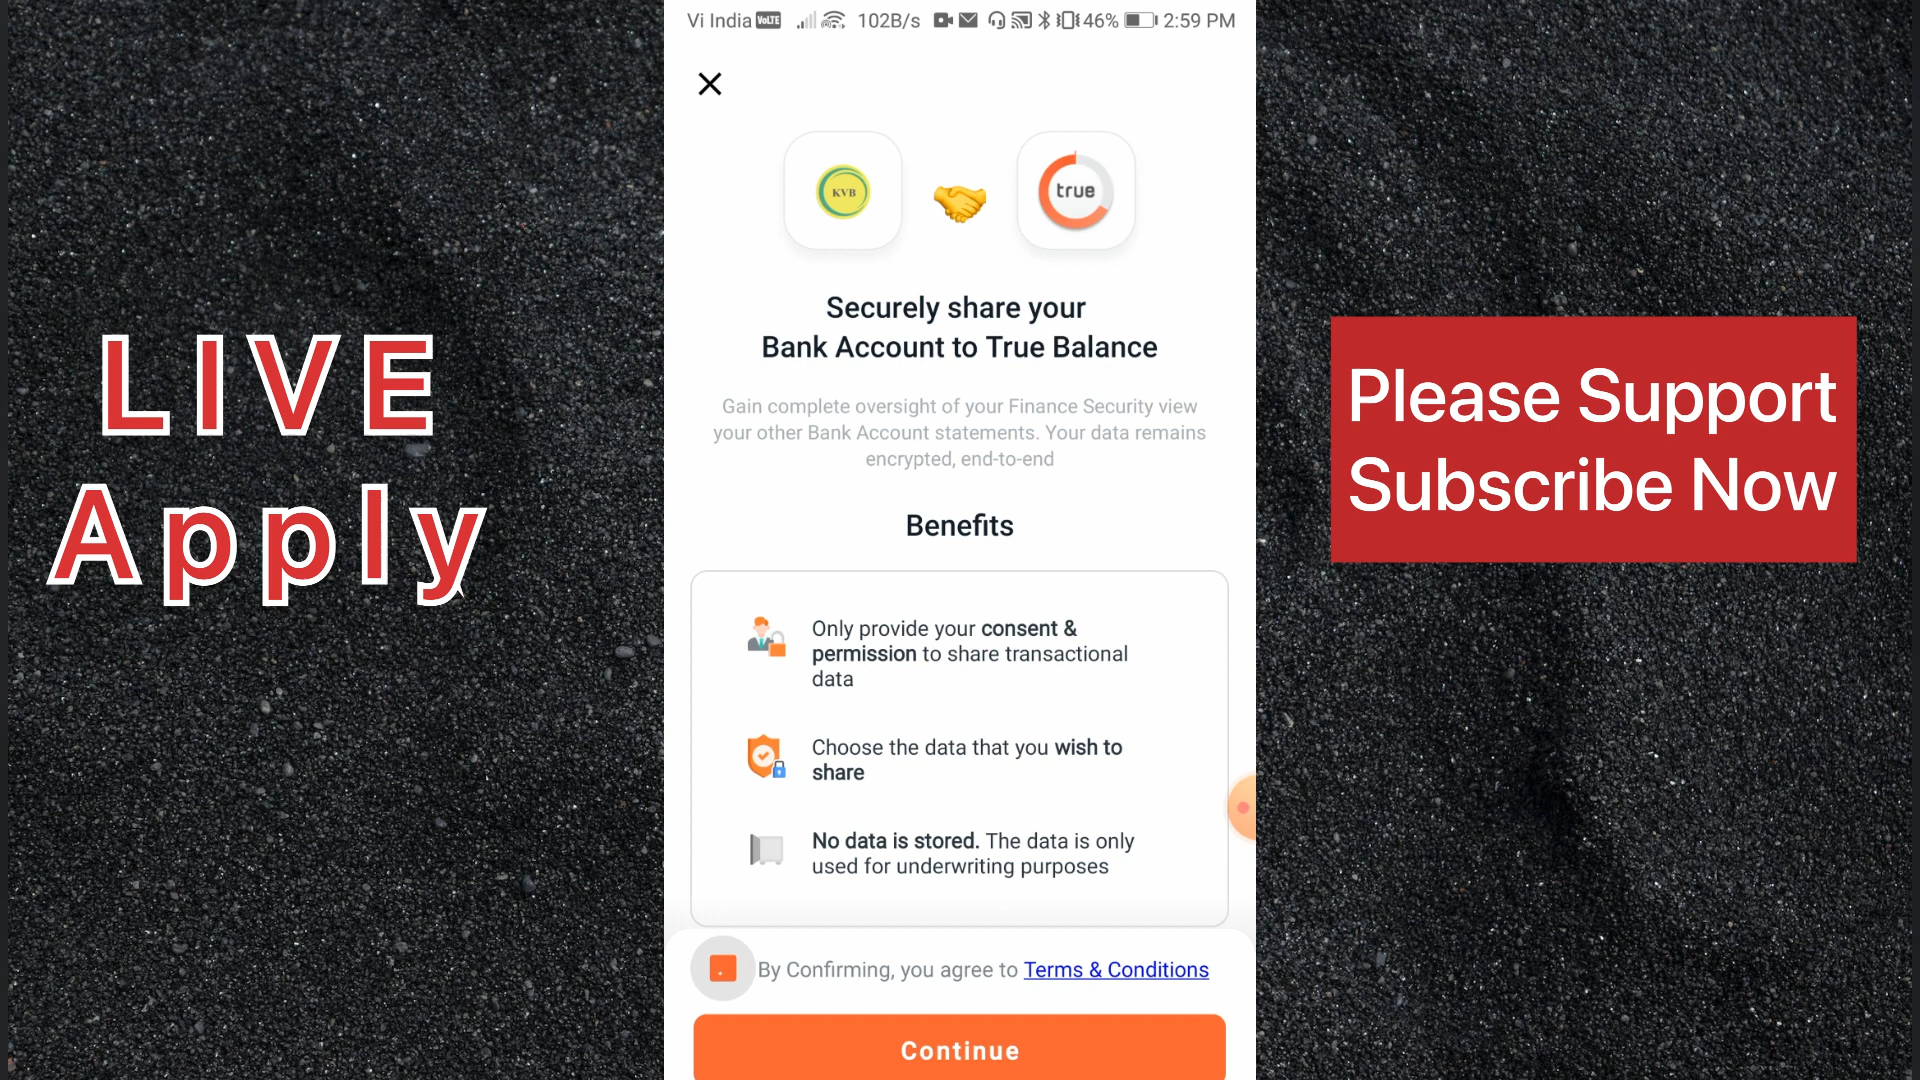 Vi India VoLTE 102B/s 46% 2:59 PM
KVB
true
Securely share your
Bank Account to True Balance
Gain complete oversight of your Finance Security view
your other Bank Account statements. Your data remains
encrypted, end-to-end
Benefits
Only provide your consent &
permission to share transactional
data
Choose the data that you wish to
share
No data is stored. The data is only
used for underwriting purposes
By Confirming, you agree to Terms & Conditions
Continue
LIVE
Apply
Please Support
Subscribe Now